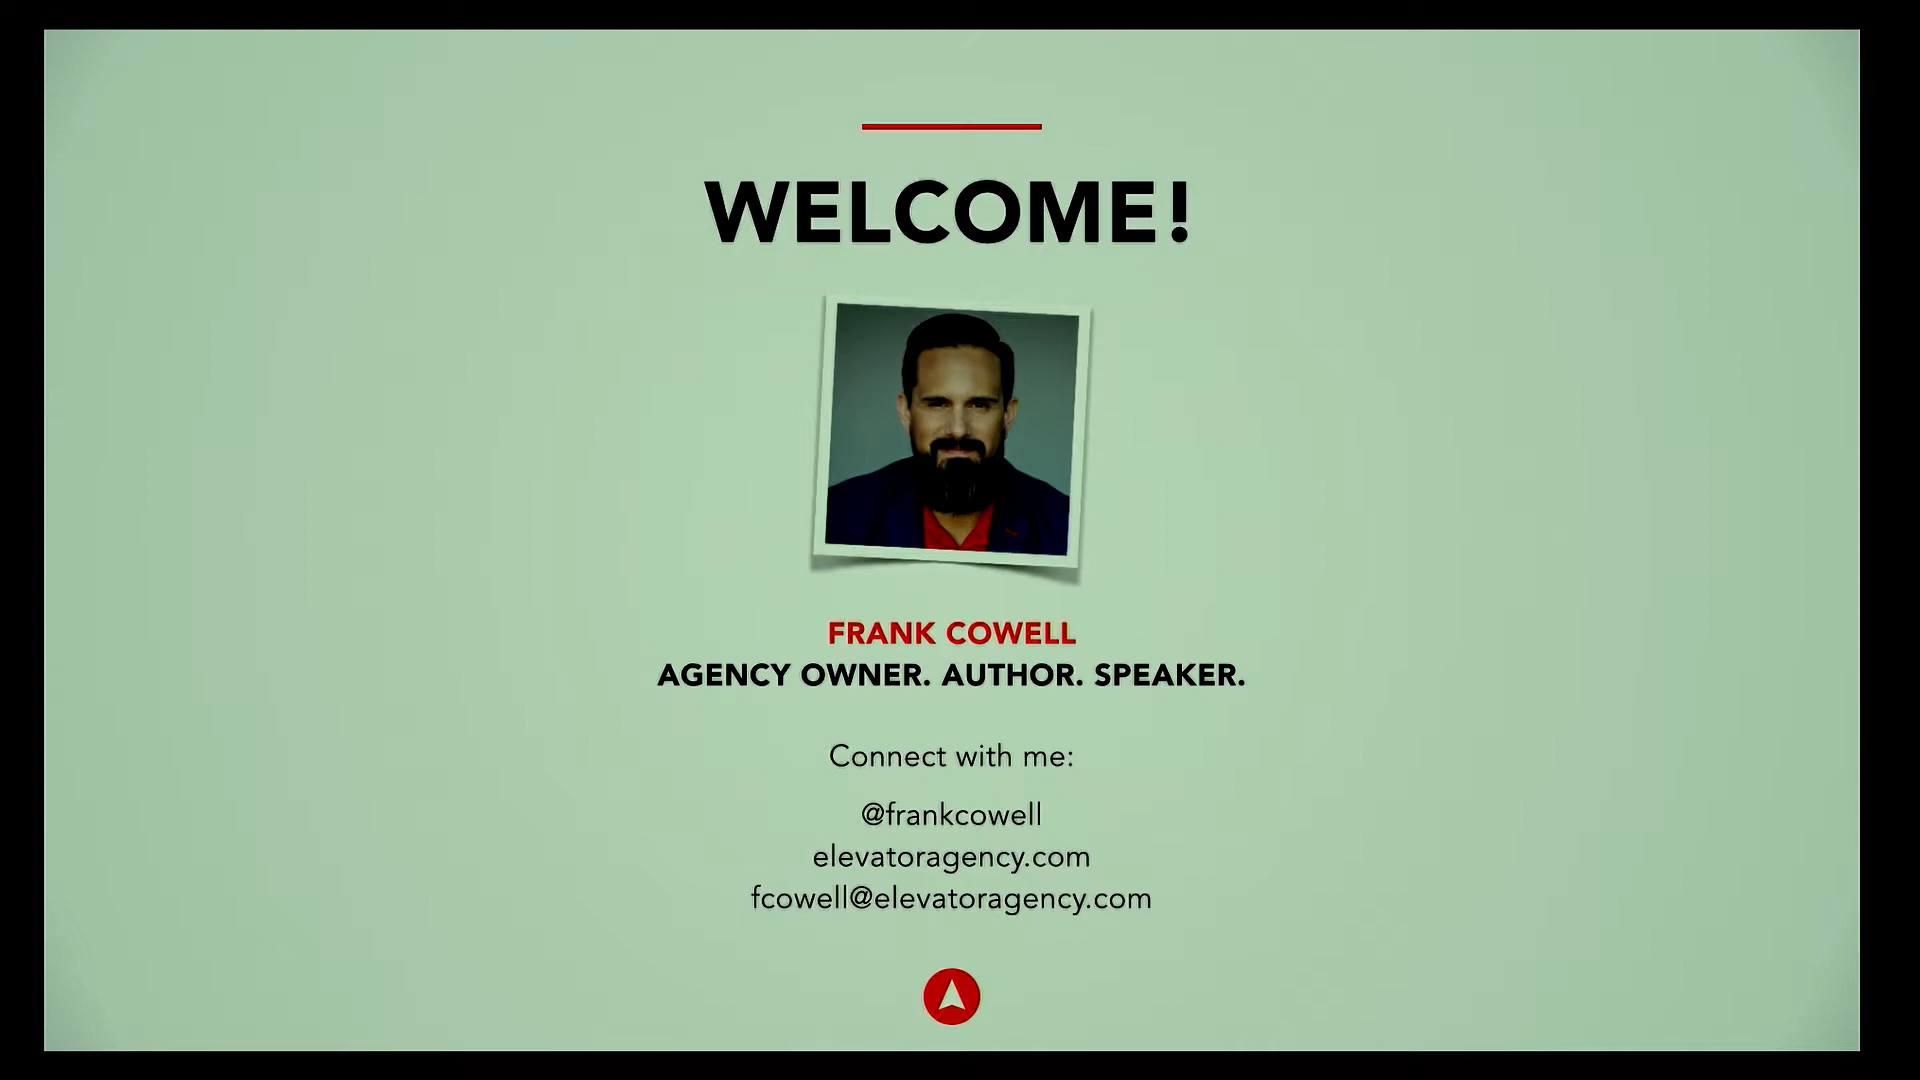 WELCOME!
FRANK COWELL
AGENCY OWNER. AUTHOR. SPEAKER.
Connect with me:
@frankcowell
elevatoragency.com
fcowell@elevatoragency.com